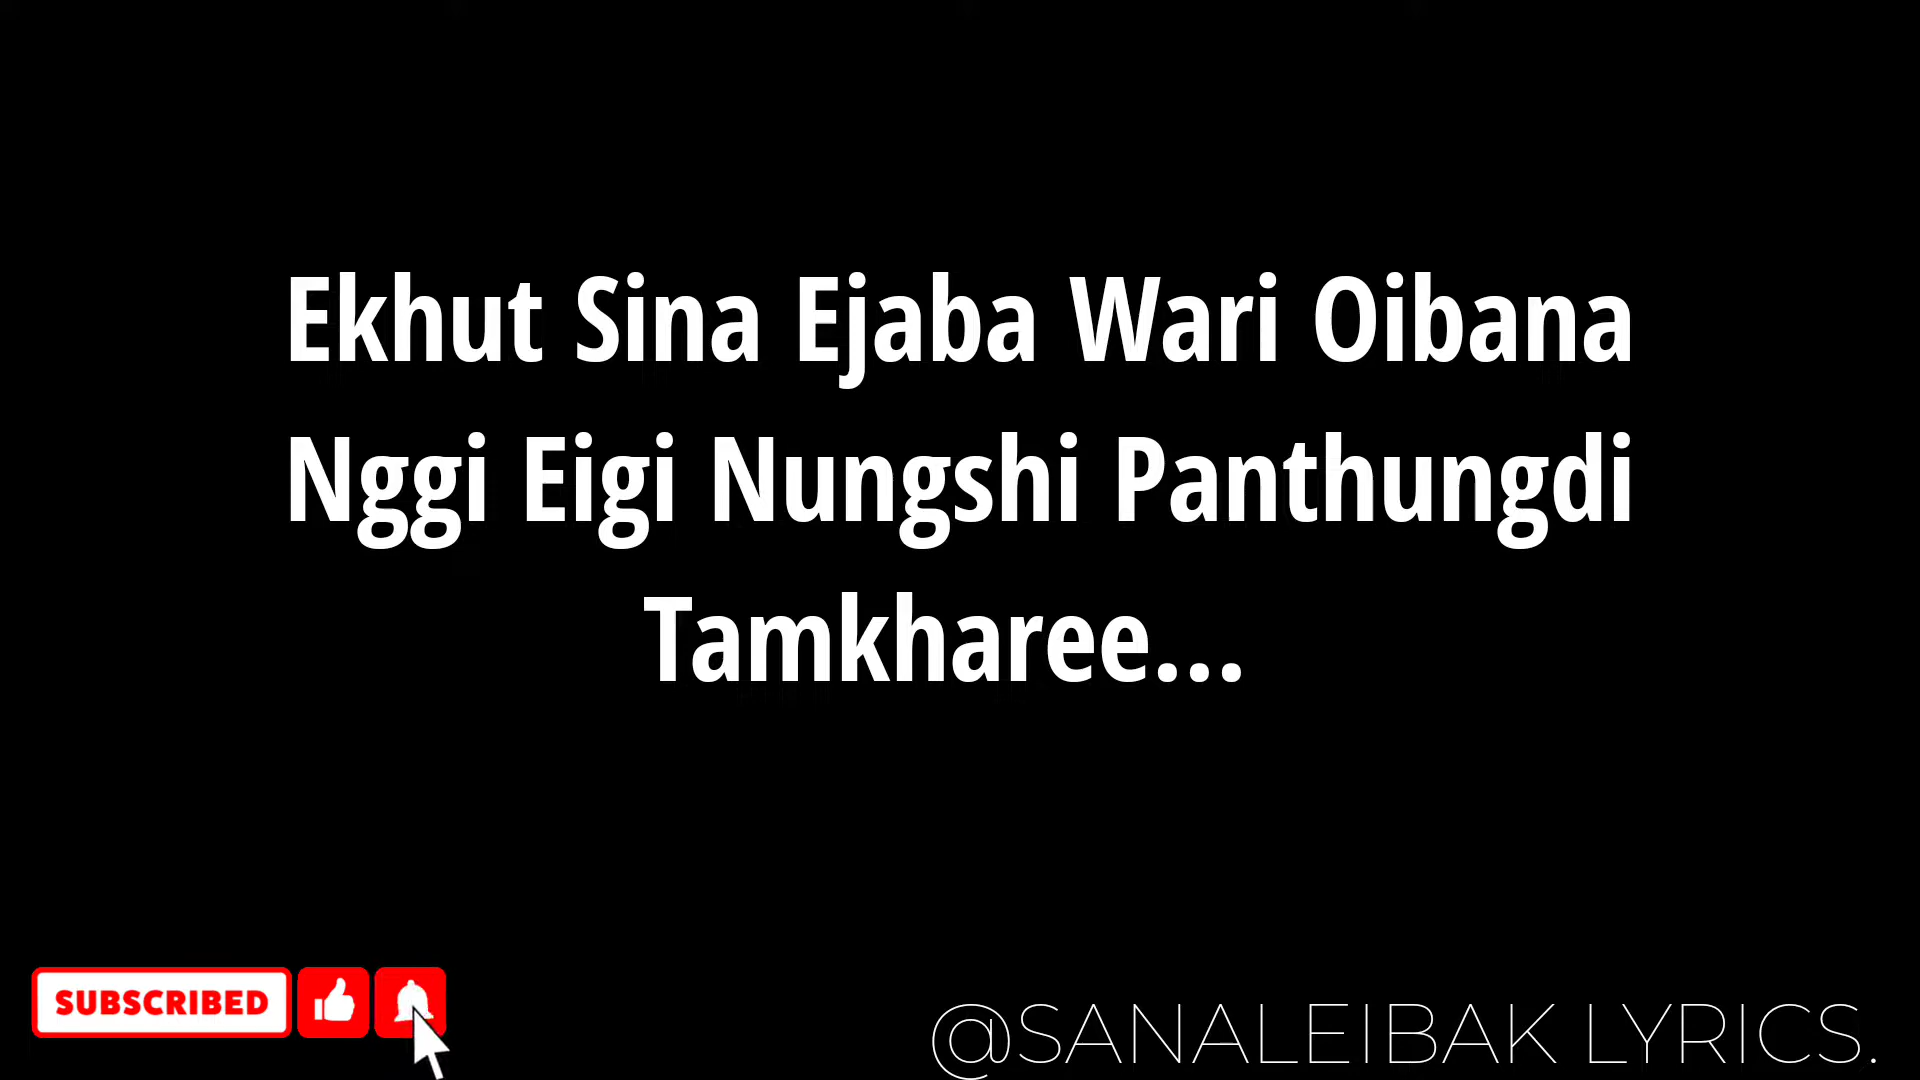 Ekhut Sina Ejaba Wari Oibana
Nggi Eigi Nungshi Panthungdi
Tamkharee...
SUBSCRIBED
@SANALEIBAK LYRICS.